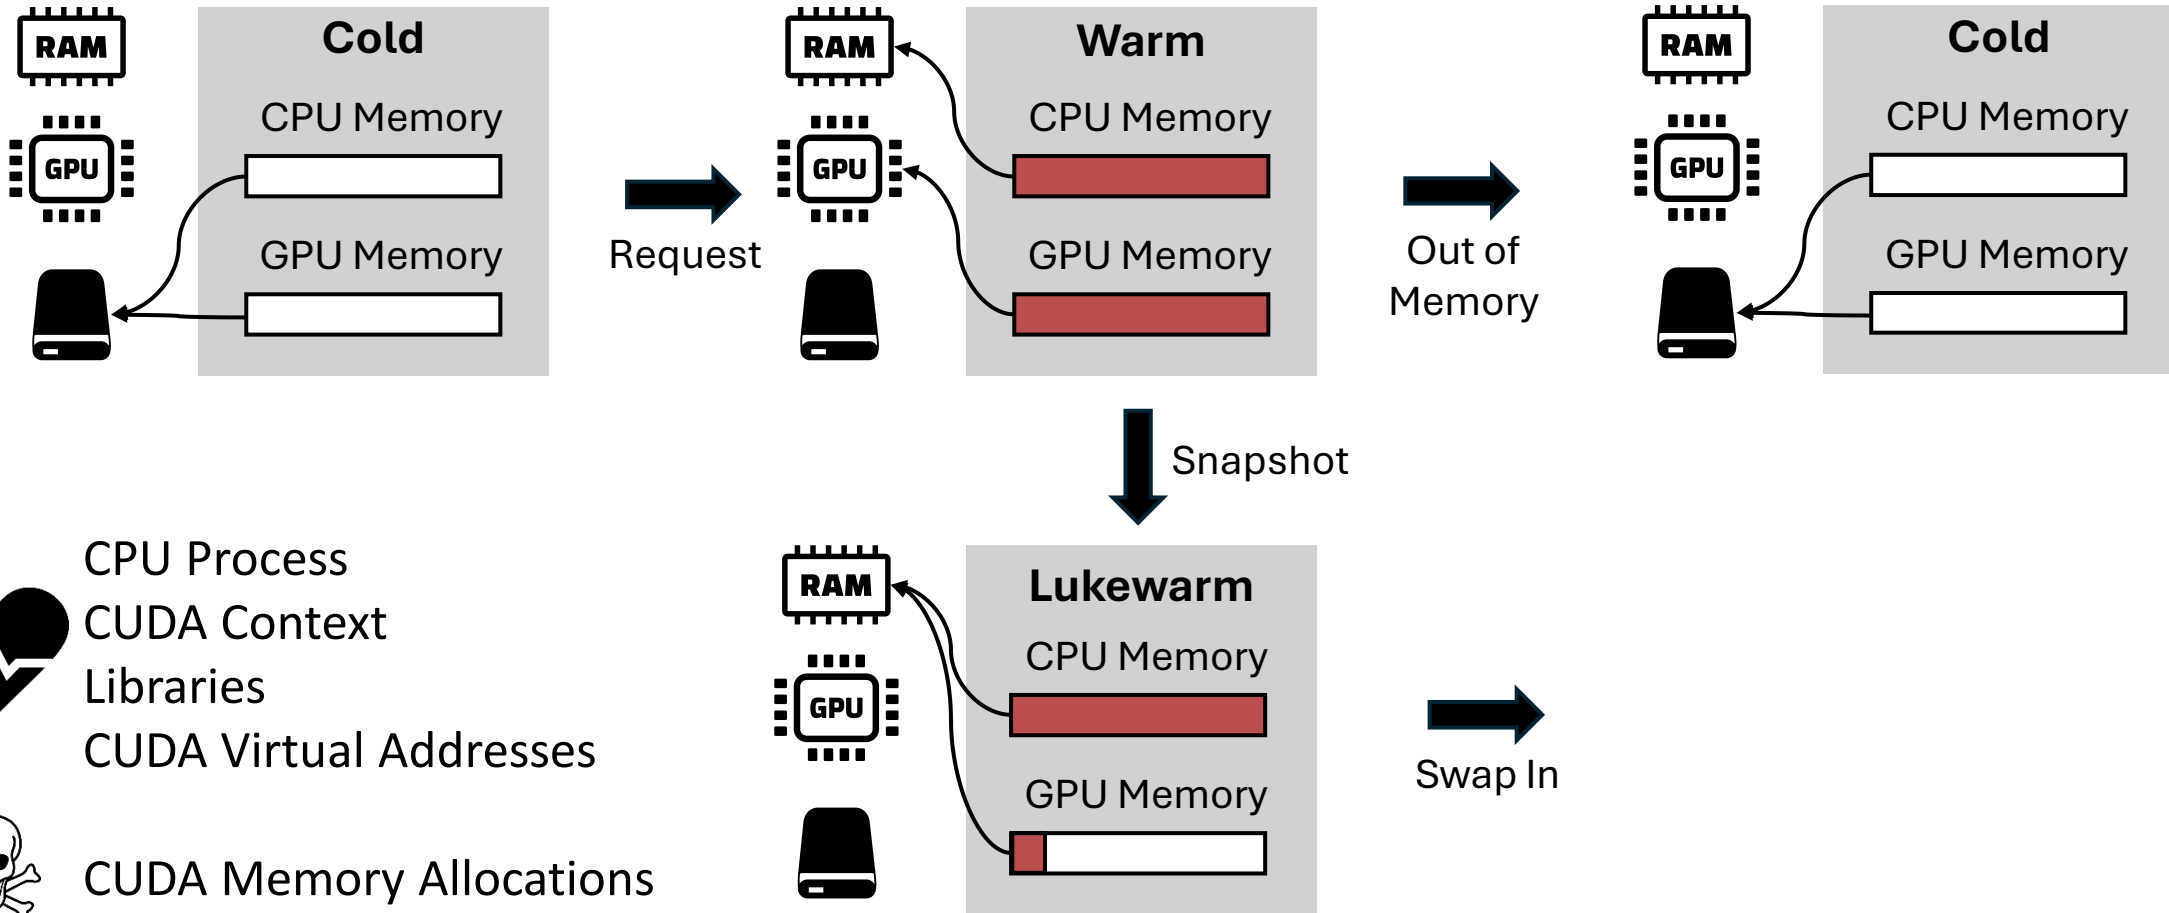 RAM
Cold
CPU Memory
GPU
GPU Memory
Request
RAM
Warm
CPU Memory
GPU
GPU Memory
Out of
Memory
RAM
Cold
CPU Memory
GPU
GPU Memory
Snapshot
CPU Process
CUDA Context
Libraries
CUDA Virtual Addresses
CUDA Memory Allocations
RAM
Lukewarm
CPU Memory
GPU
GPU Memory
Swap In